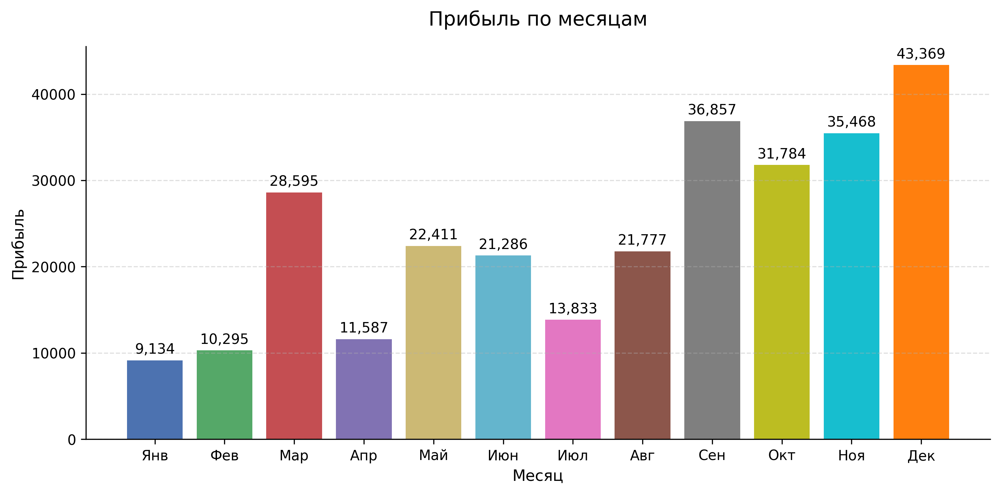 Прибыль по месяцам
Прибыль
40000
30000
20000
10000
0
9,134
10,295
28,595
11,587
22,411
21,286
13,833
21,777
36,857
31,784
35,468
43,369
Янв
Фев
Мар
Апр
Май
Июн
Июл
Авг
Сен
Окт
Ноя
Дек
Месяц